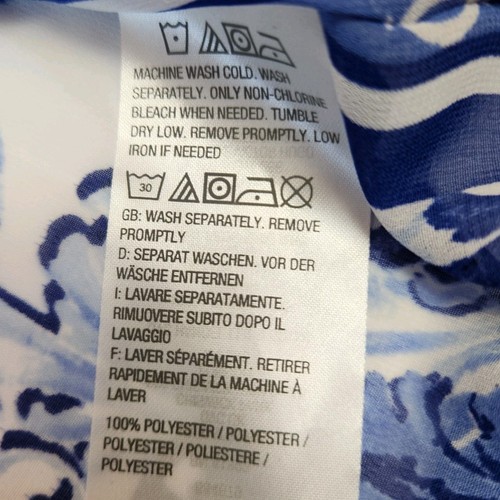 MACHINE WASH COLD. WASH
SEPARATELY. ONLY NON-CHLORINE
BLEACH WHEN NEEDED. TUMBLE
DRY LOW. REMOVE PROMPTLY. LOW
IRON IF NEEDED
30
GB: WASH SEPARATELY. REMOVE
PROMPTLY
D: SEPARAT WASCHEN. VOR DER
WÄSCHE ENTFERNEN
I: LAVARE SEPARATAMENTE.
RIMUOVERE SUBITO DOPO IL
LAVAGGIO
F: LAVER SÉPARÉMENT. RETIRER
RAPIDEMENT DE LA MACHINE À
LAVER
100% POLYESTER / POLYESTER /
POLYESTER / POLIESTERE /
POLYESTER